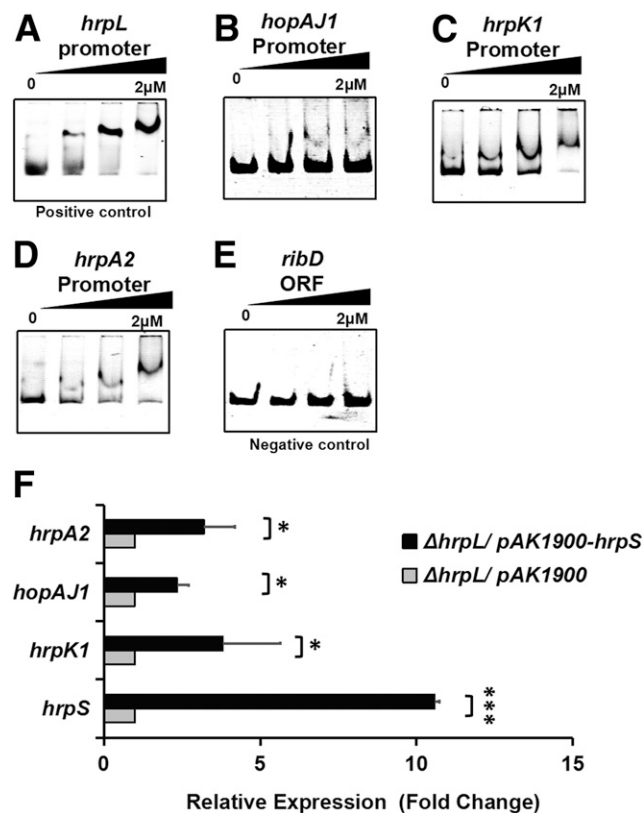 A
hrpL
promoter
0
2µM
Positive control
B
hopAJ1
Promoter
0
2µM
C
hrpK1
Promoter
0
2µM
D
hrpA2
Promoter
0
2µM
E
ribD
ORF
0
2µM
Negative control
F
hrpA2
*
hopAJ1
*
hrpK1
*
hrpS
***
ΔhrpL/ pAK1900-hrpS
ΔhrpL/ pAK1900
0
5
10
15
Relative Expression (Fold Change)